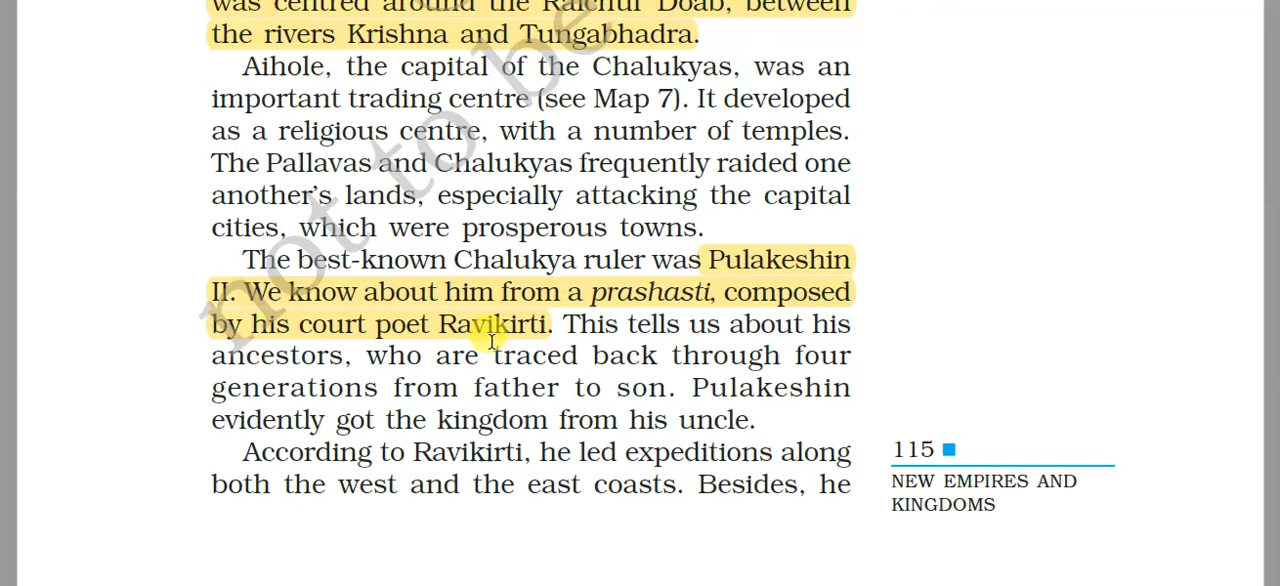 was centred around the Raichur Doab, between
the rivers Krishna and Tungabhadra.
Aihole, the capital of the Chalukyas, was an
important trading centre (see Map 7). It developed
as a religious centre, with a number of temples.
The Pallavas and Chalukyas frequently raided one
another's lands, especially attacking the capital
cities, which were prosperous towns.
The best-known Chalukya ruler was Pulakeshin
II. We know about him from a prashasti, composed
by his court poet Ravikirti. This tells us about his
ancestors, who are traced back through four
generations from father to son. Pulakeshin
evidently got the kingdom from his uncle.
According to Ravikirti, he led expeditions along
both the west and the east coasts. Besides, he
115
NEW EMPIRES AND
KINGDOMS
not to be